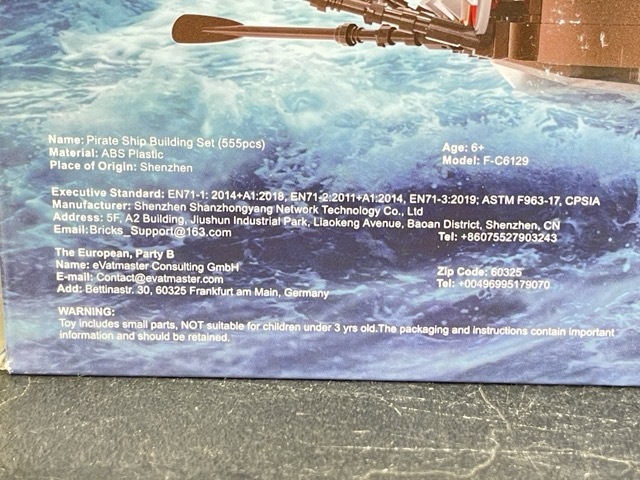 Name: Pirate Ship Building Set (555pcs)
Material: ABS Plastic
Place of Origin: Shenzhen
Age: 6+
Model: F-C6129
Executive Standard: EN71-1: 2014+A1:2018, EN71-2:2011+A1:2014, EN71-3:2019; ASTM F963-17, CPSIA
Manufacturer: Shenzhen Shanzhongyang Network Technology Co., Ltd
Address: 5F, A2 Building, Jiushun Industrial Park, Liaokeng Avenue, Baoan District, Shenzhen, CN
Email:Bricks_Support@163.com
Tel: +8607552​7903243
The European, Party B
Name: eVatmaster Consulting GmbH
E-mail: Contact@evatmaster.com
Add: Bettinastr. 30, 60325 Frankfurt am Main, Germany
Zip Code: 60325
Tel: +0049699517​9070
WARNING:
Toy includes small parts, NOT suitable for children under 3 yrs old.The packaging and instructions contain important
information and should be retained.